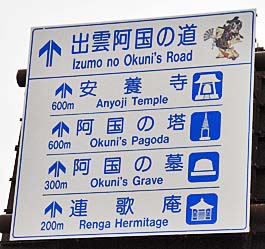 出雲阿国の道
Izumo no Okuni's Road
安養寺
600m
Anyoji Temple
阿国の塔
600m
Okuni's Pagoda
阿国の墓
300m
Okuni's Grave
連歌庵
200m
Renga Hermitage